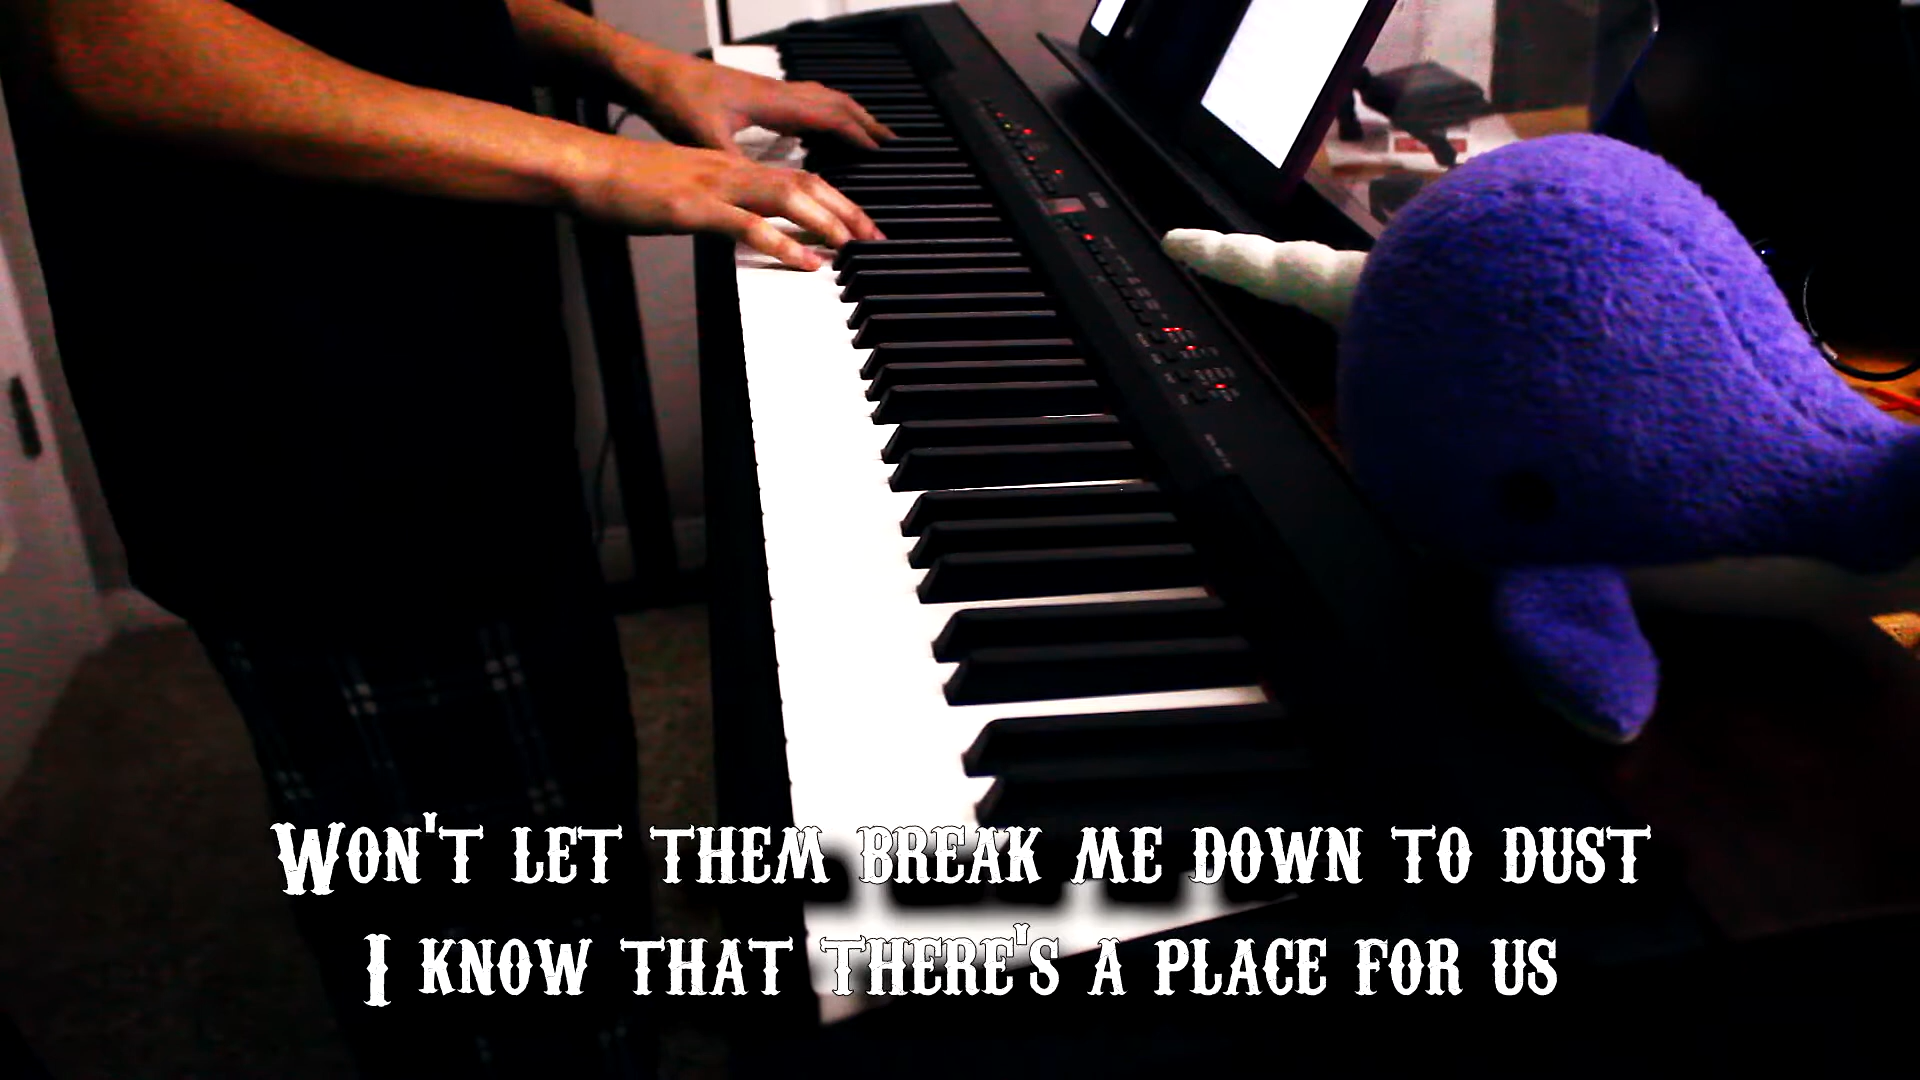 Won't let them break me down to dust
I know that there's a place for us